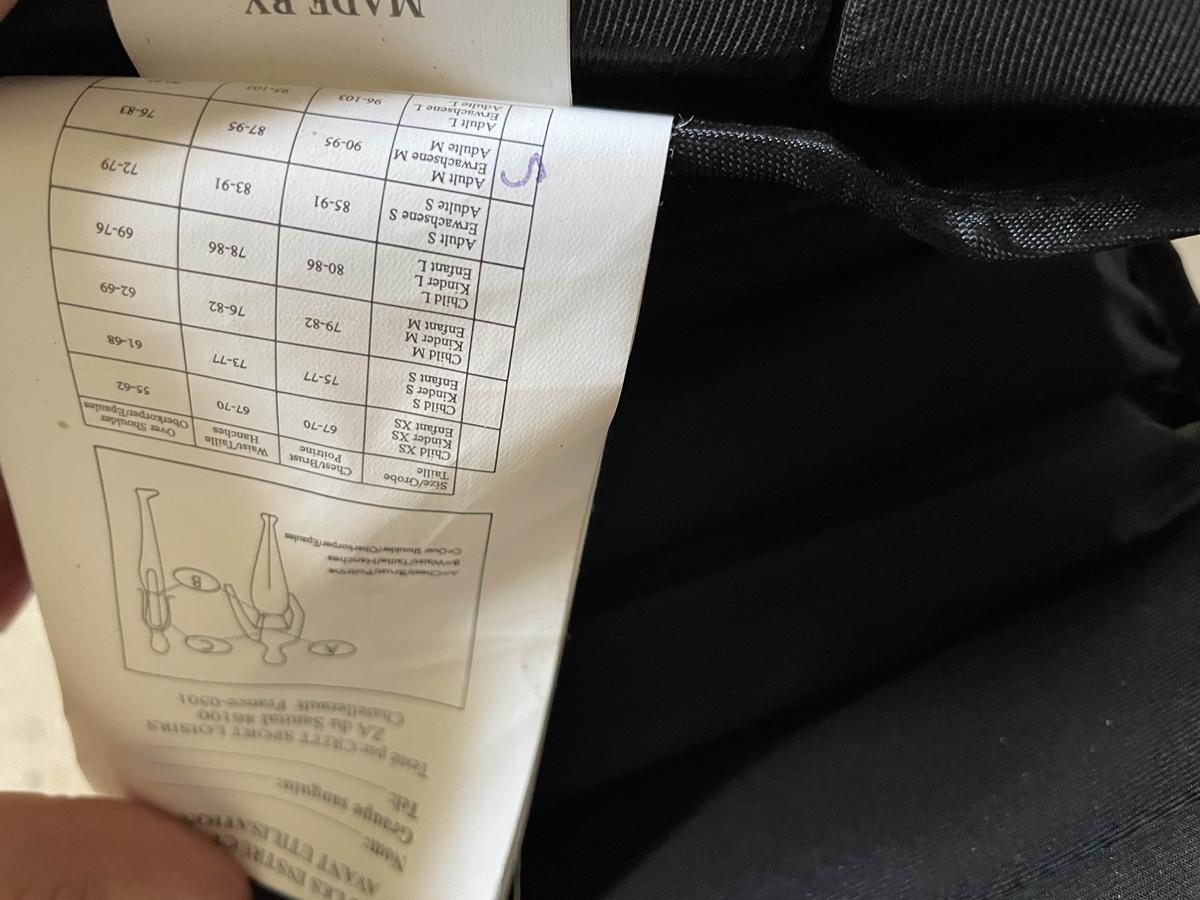 AVANT ETILISATION
Nom:
Groupe sanguin:
Tel:
Testé par CRITT SPORT LOISIRS
ZA du Sanital 86100
Chatellerault France-0501
A C
B
A=Chest/Brust/Poitrine
B=Waist/Taille/Hanches
C=Over Shoulder/Oberkorper/Epaules
Size/Grobe Taille Chest/Brust Poitrine Waist/Taille Hanches Over Shoulder Oberkorper/Epaules
Child XS Kinder XS Enfant XS 67-70 67-70 55-62
Child S Kinder S Enfant S 75-77 73-77 61-68
Child M Kinder M Enfant M 79-82 76-82 62-69
Child L Kinder L Enfant L 80-86 78-86 69-76
Adult S Erwachsene S Adulte S 85-91 83-91 72-79
Adult M Erwachsene M Adulte M 90-95 87-95 76-83
Adult L Erwachsene L Adulte L 96-103 95-103
MADE BY